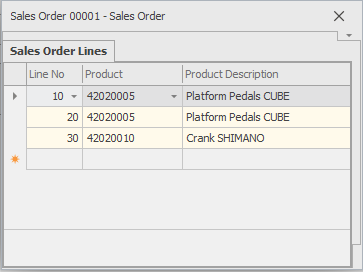 Sales Order 00001 - Sales Order
Sales Order Lines
Line No Product Product Description
10 42020005 Platform Pedals CUBE
20 42020005 Platform Pedals CUBE
30 42020010 Crank SHIMANO